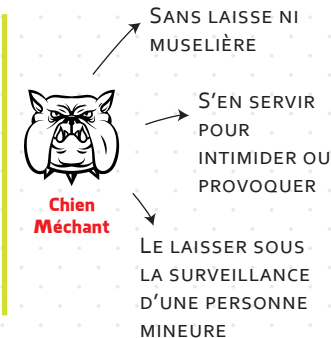 Sans laisse ni
muselière
S'en servir
pour
intimider ou
provoquer
Chien
Méchant
Le laisser sous
la surveillance
d'une personne
mineure